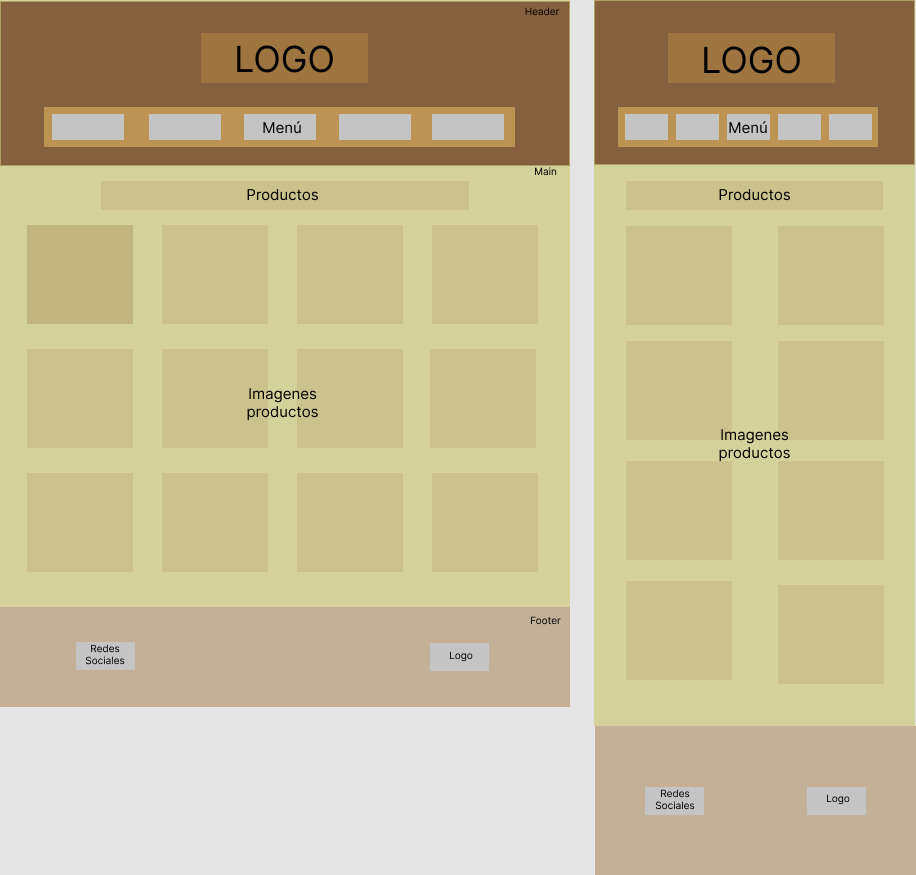 Header
LOGO
Menú
Main
Productos
Imagenes
productos
Footer
Redes
Sociales
Logo
LOGO
Menú
Productos
Imagenes
productos
Redes
Sociales
Logo